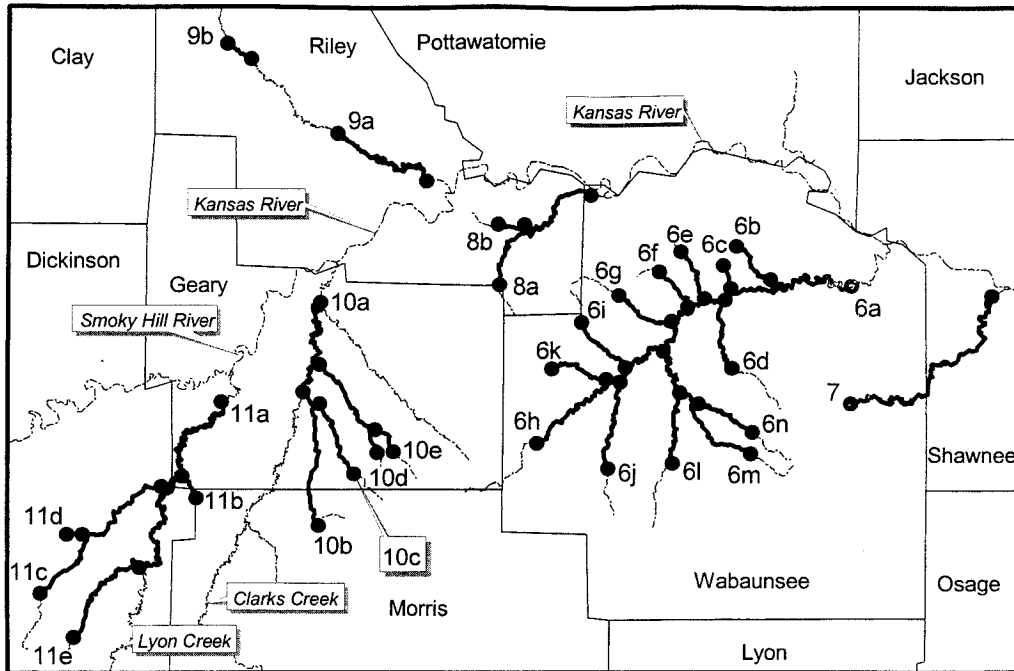 9b
Riley
Pottawatomie
Clay
Jackson
Kansas River
9a
Kansas River
8b
6b
6e
6c
6f
Dickinson
6g
8a
6a
Geary
10a
6i
Smoky Hill River
6k
6d
7
11a
6h
6n
10e
Shawnee
6j
6l
6m
10d
11b
11d
10b
10c
11c
Wabaunsee
Osage
Clarks Creek
Morris
Lyon Creek
11e
Lyon